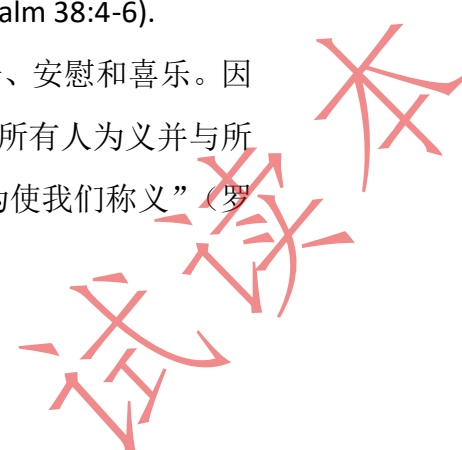 alm 38:4-6).
、安慰和喜乐。因
所有人为义并与所
使我们称义”（罗
试读本